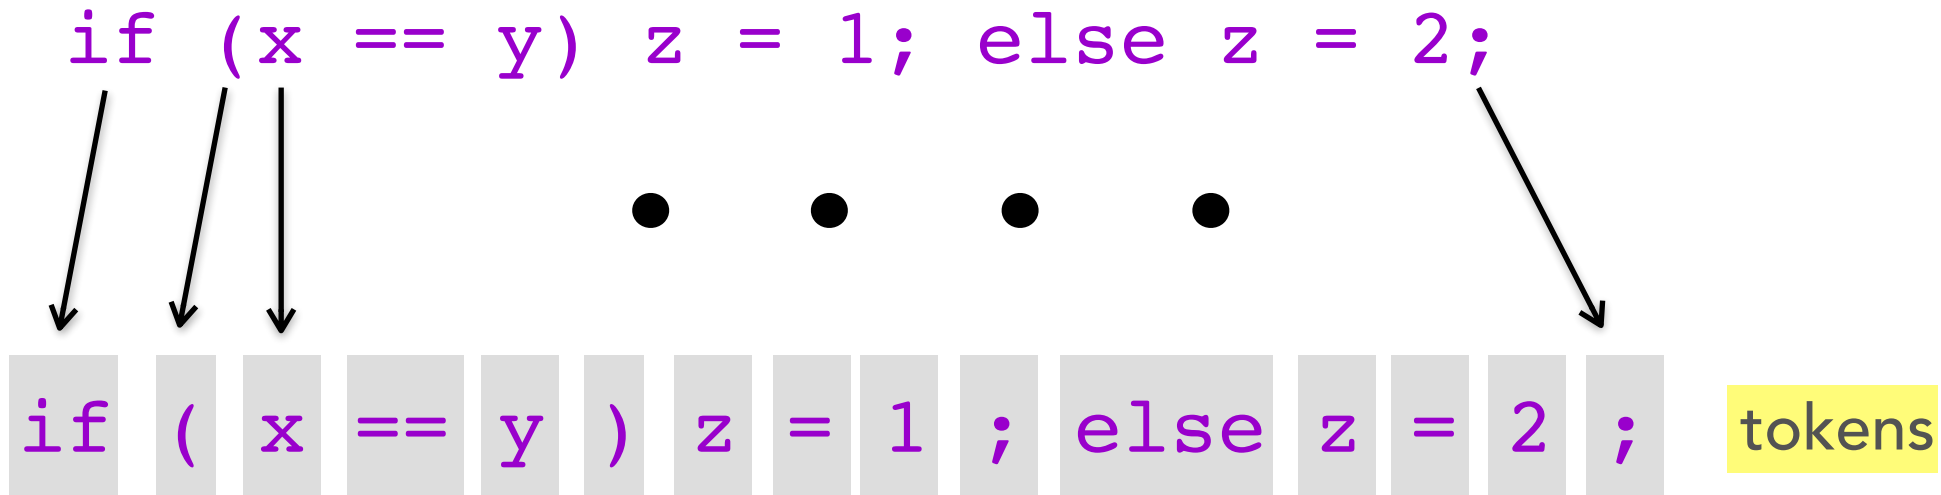 if (x == y) z = 1; else z = 2;
if ( x == y ) z = 1 ; else z = 2 ; tokens